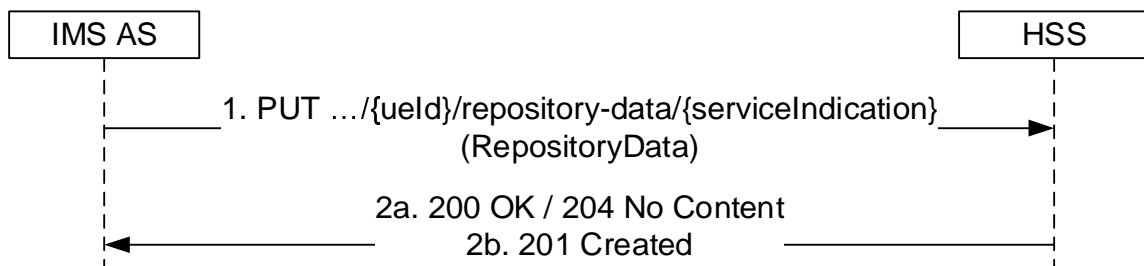 IMS AS
HSS
1. PUT …/{ueId}/repository-data/{serviceIndication}
(RepositoryData)
2a. 200 OK / 204 No Content
2b. 201 Created